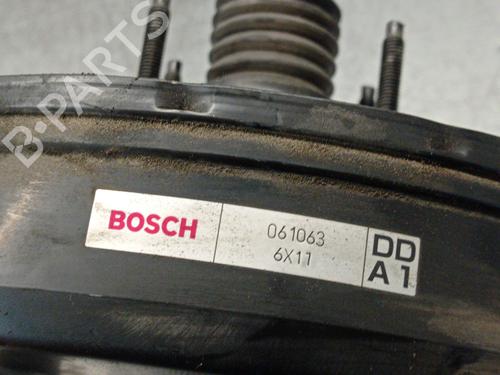 B-PARTS
BOSCH
061063
6X11
DD
A1